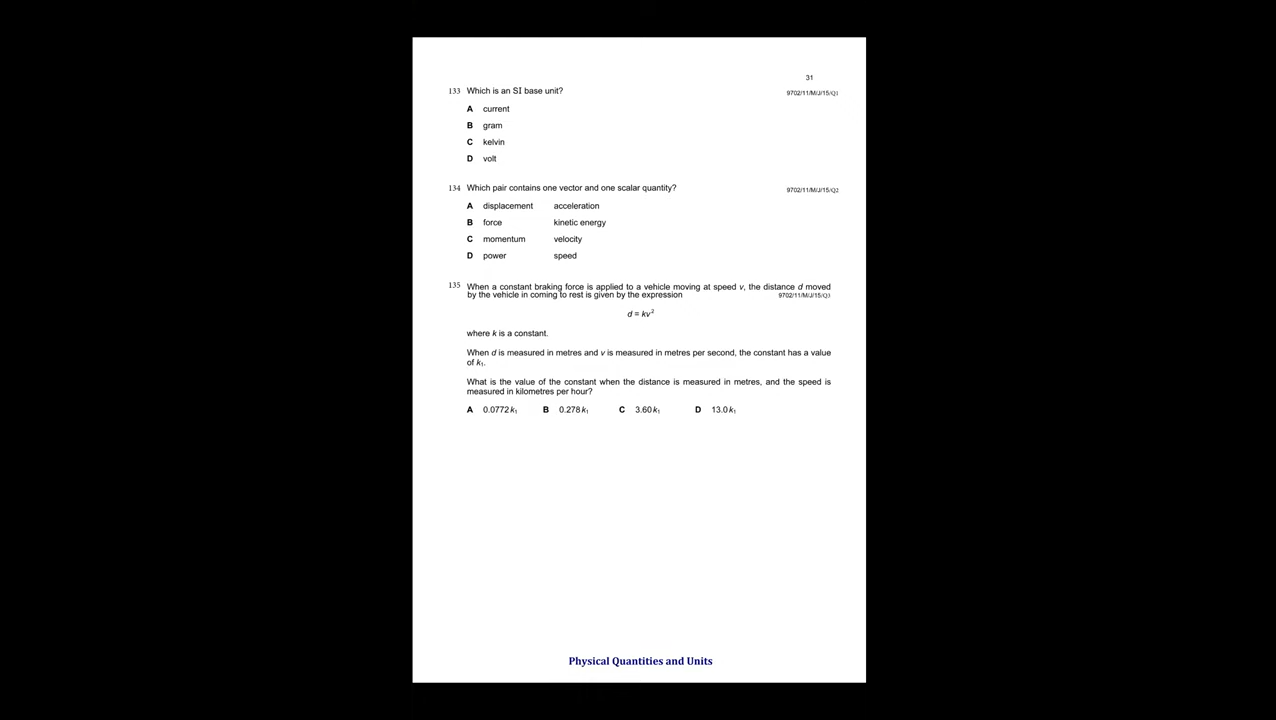 31
133 Which is an SI base unit? 9702/11/M/J/15/Q1
A current
B gram
C kelvin
D volt
134 Which pair contains one vector and one scalar quantity? 9702/11/M/J/15/Q2
A displacement acceleration
B force kinetic energy
C momentum velocity
D power speed
135 When a constant braking force is applied to a vehicle moving at speed v, the distance d moved
by the vehicle in coming to rest is given by the expression 9702/11/M/J/15/Q3
d = kv²
where k is a constant.
When d is measured in metres and v is measured in metres per second, the constant has a value
of k₁.
What is the value of the constant when the distance is measured in metres, and the speed is
measured in kilometres per hour?
A 0.0772 k₁ B 0.278 k₁ C 3.60 k₁ D 13.0 k₁
Physical Quantities and Units